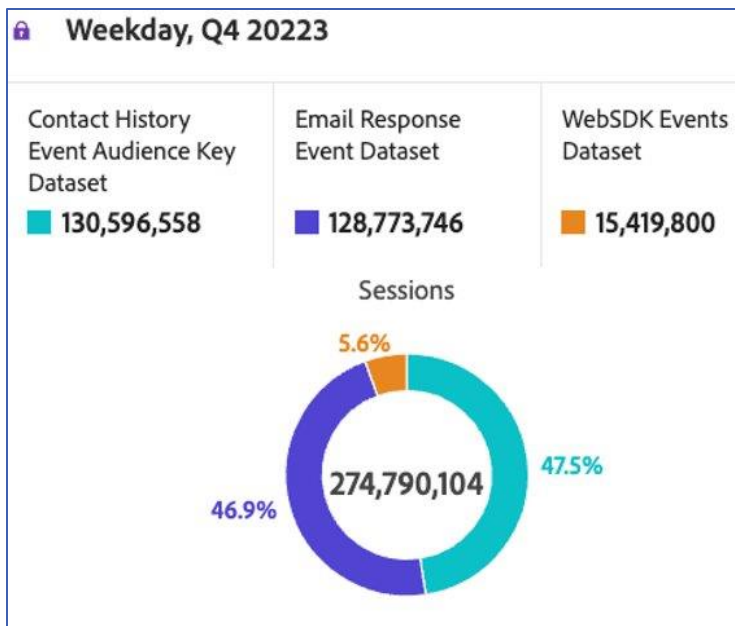 Weekday, Q4 20223
Contact History
Event Audience Key
Dataset
130,596,558
Email Response
Event Dataset
128,773,746
WebSDK Events
Dataset
15,419,800
Sessions
5.6%
274,790,104
47.5%
46.9%